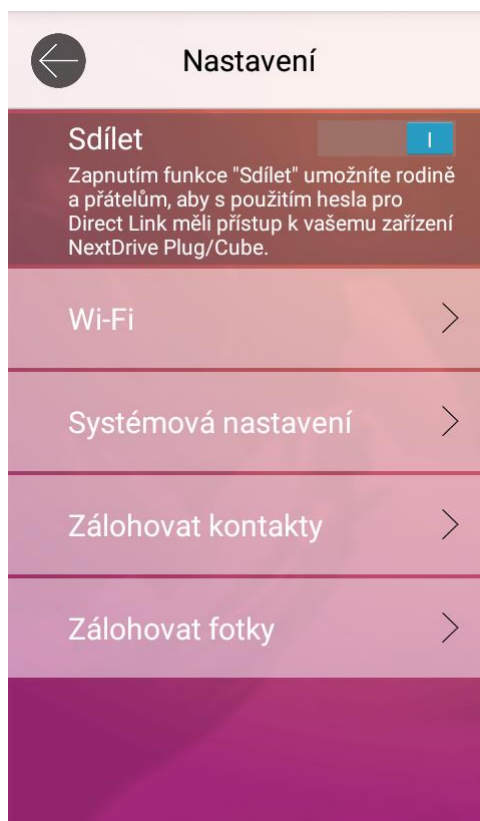 Nastavení
Sdílet
Zapnutím funkce "Sdílet" umožníte rodině
a přátelům, aby s použitím hesla pro
Direct Link měli přístup k vašemu zařízení
NextDrive Plug/Cube.
Wi-Fi
Systémová nastavení
Zálohovat kontakty
Zálohovat fotky